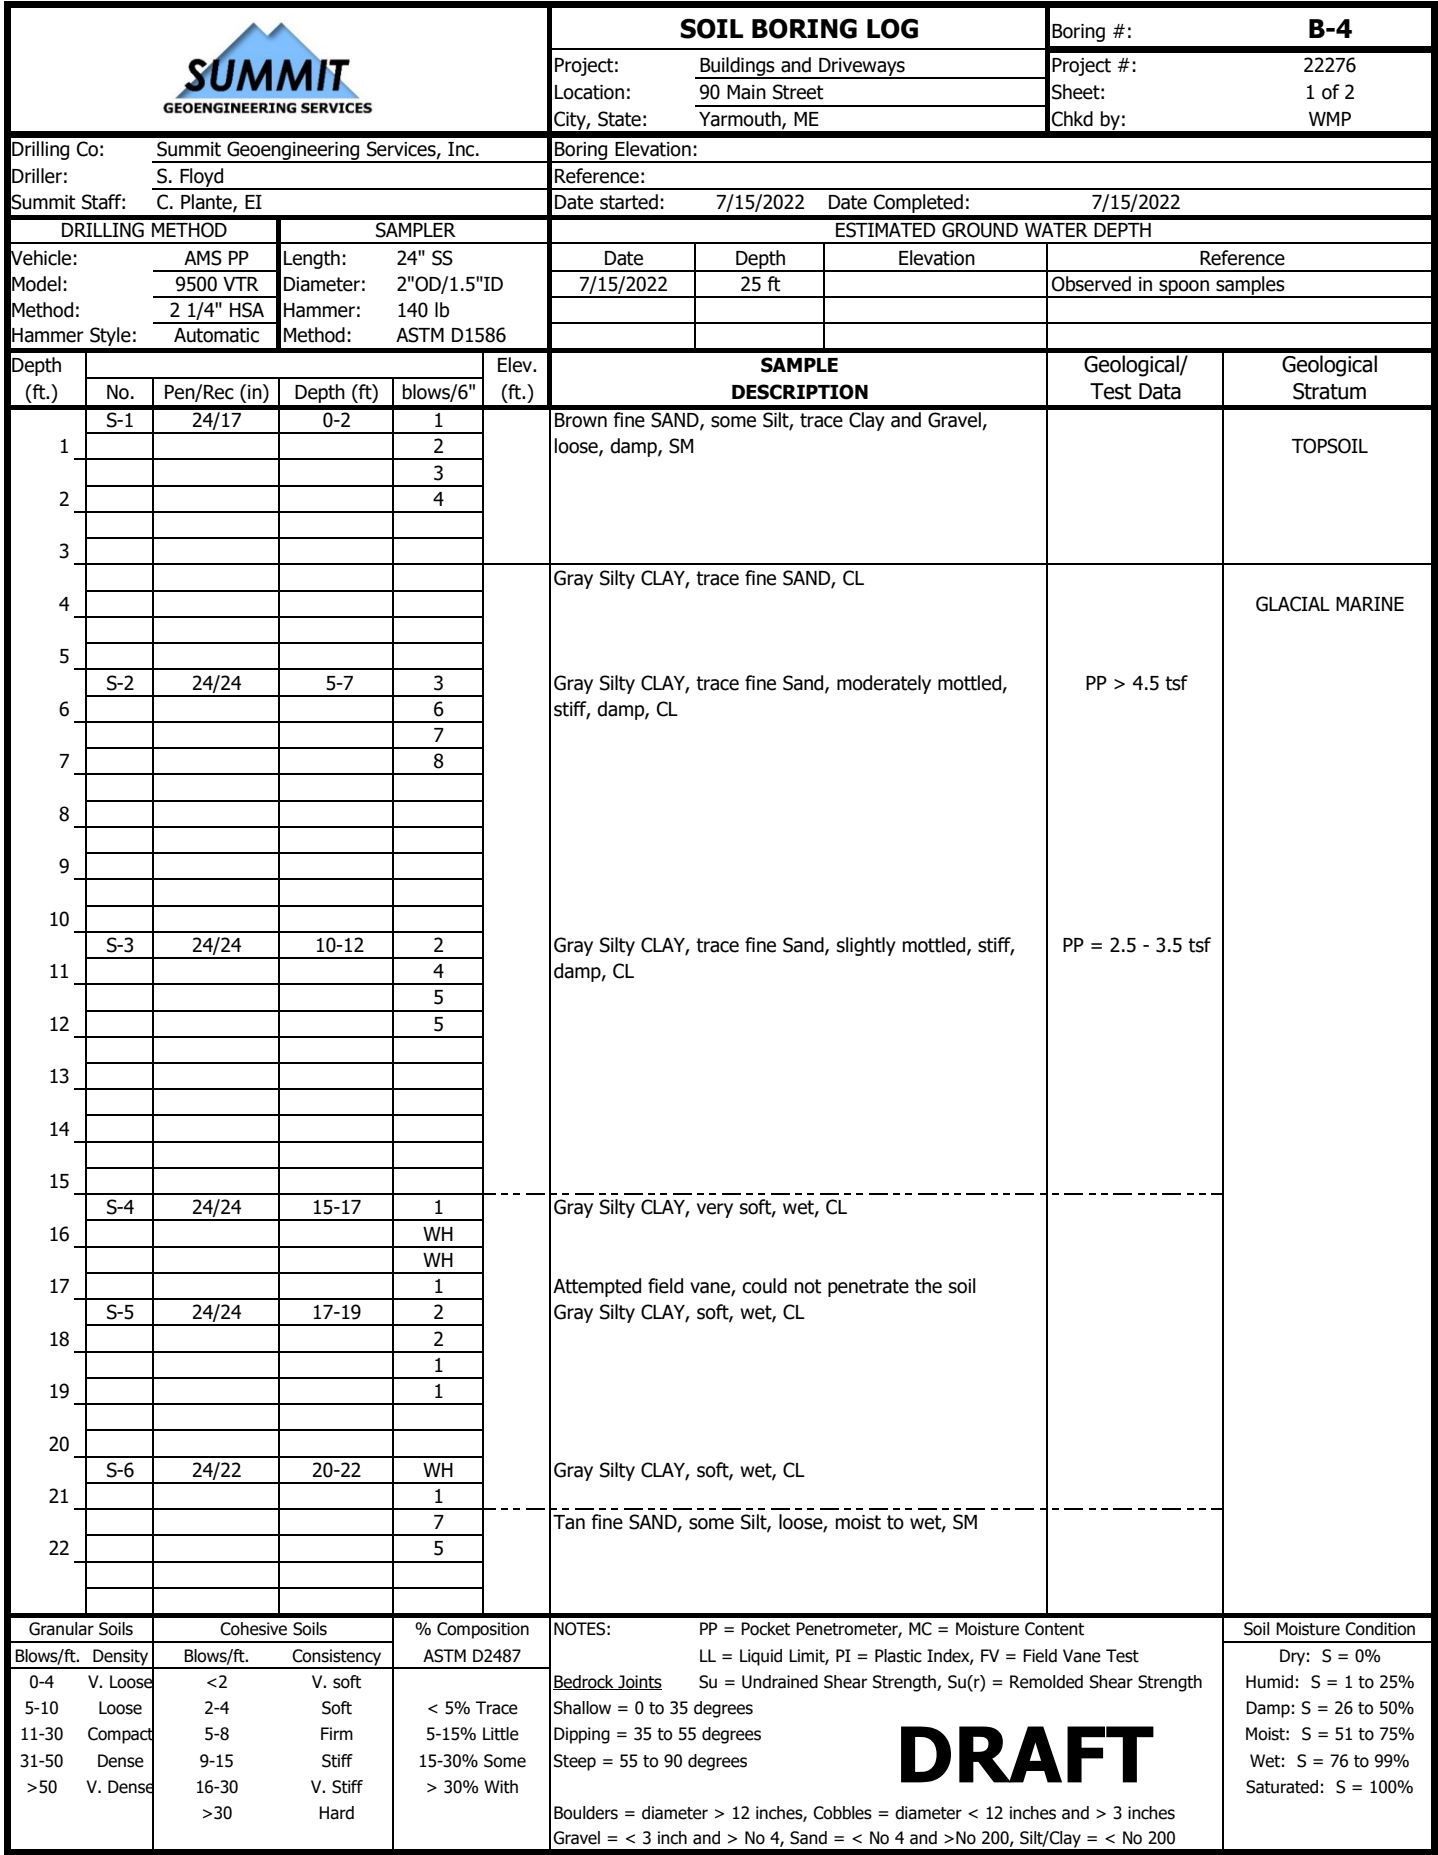 SUMMIT
GEOENGINEERING SERVICES
SOIL BORING LOG Boring #: B-4
Project: Buildings and Driveways Project #: 22276
Location: 90 Main Street Sheet: 1 of 2
City, State: Yarmouth, ME Chkd by: WMP
Drilling Co: Summit Geoengineering Services, Inc. Boring Elevation:
Driller: S. Floyd Reference:
Summit Staff: C. Plante, EI Date started: 7/15/2022 Date Completed: 7/15/2022
DRILLING METHOD SAMPLER ESTIMATED GROUND WATER DEPTH
Vehicle: AMS PP Length: 24" SS Date Depth Elevation Reference
Model: 9500 VTR Diameter: 2"OD/1.5"ID 7/15/2022 25 ft Observed in spoon samples
Method: 2 1/4" HSA Hammer: 140 lb
Hammer Style: Automatic Method: ASTM D1586
Depth Elev. SAMPLE Geological/ Geological
(ft.) No. Pen/Rec (in) Depth (ft) blows/6" (ft.) DESCRIPTION Test Data Stratum
S-1 24/17 0-2 1 Brown fine SAND, some Silt, trace Clay and Gravel,
1 2 loose, damp, SM TOPSOIL
3
2 4
3
Gray Silty CLAY, trace fine SAND, CL
4 GLACIAL MARINE
5
S-2 24/24 5-7 3 Gray Silty CLAY, trace fine Sand, moderately mottled, PP > 4.5 tsf
6 6 stiff, damp, CL
7
7 8
8
9
10
S-3 24/24 10-12 2 Gray Silty CLAY, trace fine Sand, slightly mottled, stiff, PP = 2.5 - 3.5 tsf
11 4 damp, CL
5
12 5
13
14
15
S-4 24/24 15-17 1 Gray Silty CLAY, very soft, wet, CL
16 WH
WH
17 1 Attempted field vane, could not penetrate the soil
S-5 24/24 17-19 2 Gray Silty CLAY, soft, wet, CL
18 2
1
19 1
20
S-6 24/22 20-22 WH Gray Silty CLAY, soft, wet, CL
21 1
7 Tan fine SAND, some Silt, loose, moist to wet, SM
22 5
Granular Soils Cohesive Soils % Composition NOTES: PP = Pocket Penetrometer, MC = Moisture Content Soil Moisture Condition
Blows/ft. Density Blows/ft. Consistency ASTM D2487 LL = Liquid Limit, PI = Plastic Index, FV = Field Vane Test Dry: S = 0%
0-4 V. Loose <2 V. soft Bedrock Joints Su = Undrained Shear Strength, Su(r) = Remolded Shear Strength Humid: S = 1 to 25%
5-10 Loose 2-4 Soft < 5% Trace Shallow = 0 to 35 degrees Damp: S = 26 to 50%
11-30 Compact 5-8 Firm 5-15% Little Dipping = 35 to 55 degrees Moist: S = 51 to 75%
31-50 Dense 9-15 Stiff 15-30% Some Steep = 55 to 90 degrees DRAFT Wet: S = 76 to 99%
>50 V. Dense 16-30 V. Stiff > 30% With Saturated: S = 100%
>30 Hard Boulders = diameter > 12 inches, Cobbles = diameter < 12 inches and > 3 inches
Gravel = < 3 inch and > No 4, Sand = < No 4 and >No 200, Silt/Clay = < No 200